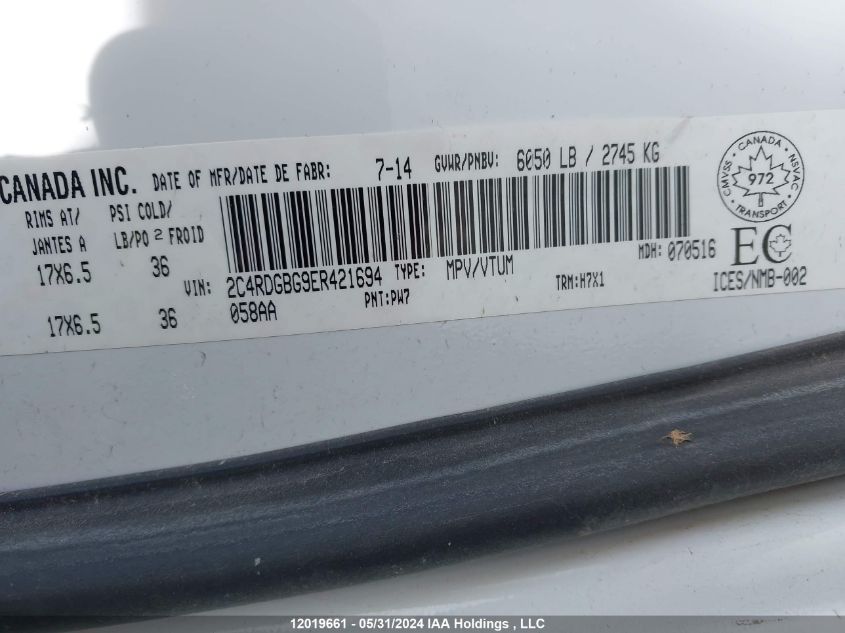 CANADA INC. DATE OF MFR/DATE DE FABR: 7-14 GVWR/PNBV: 6050 LB / 2745 KG
RIMS AT/ PSI COLD/
JANTES A LB/PO 2 FROID
17X6.5 36
17X6.5 36
VIN: 2C4RDGBG9ER421694 TYPE: MPV/VTUM MDH: 070516
058AA PNT:PW7 TRM:H7X1
CMVSS CANADA NSVAC
972
TRANSPORT
EC
ICES/NMB-002
12019661 - 05/31/2024 IAA Holdings , LLC